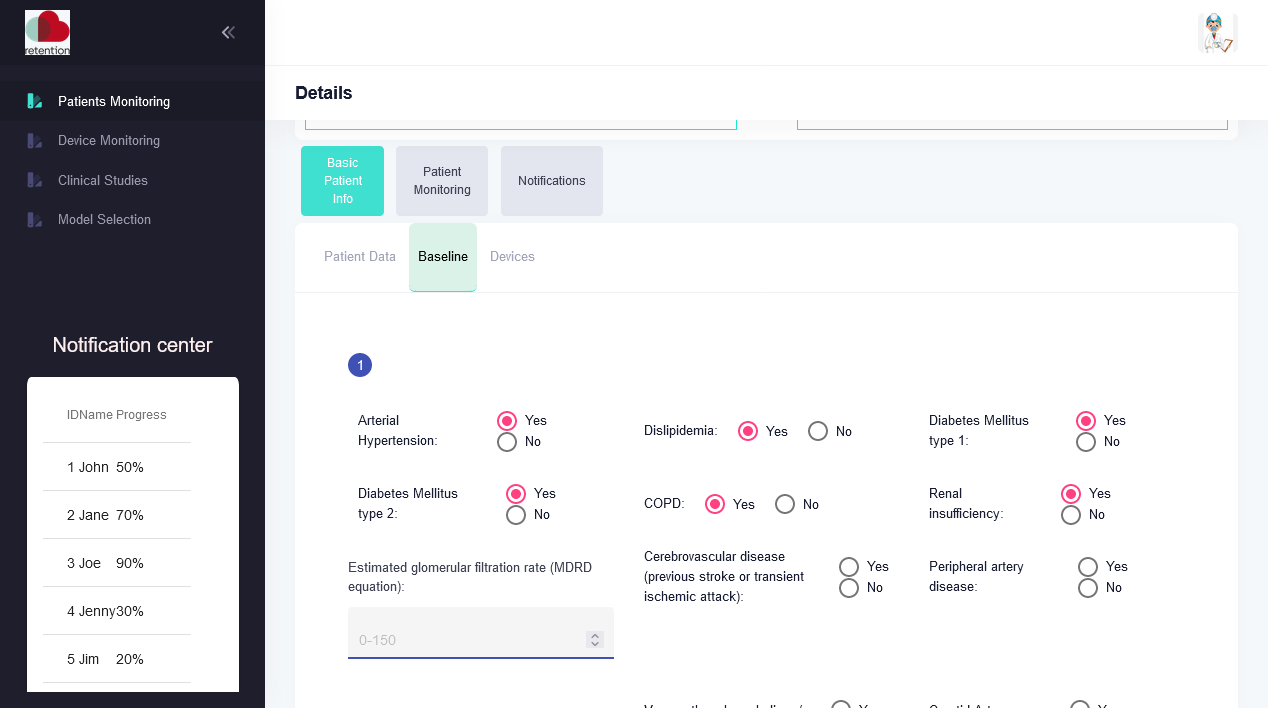 retention
Patients Monitoring
Device Monitoring
Clinical Studies
Model Selection
Notification center
ID Name Progress
1 John 50%
2 Jane 70%
3 Joe 90%
4 Jenny 30%
5 Jim 20%
Details
Basic
Patient
Info
Patient
Monitoring
Notifications
Patient Data Baseline Devices
1
Arterial
Hypertension:
Yes
No
Dislipidemia:
Yes No
Diabetes Mellitus
type 1:
Yes
No
Diabetes Mellitus
type 2:
Yes
No
COPD:
Yes No
Renal
insufficiency:
Yes
No
Estimated glomerular filtration rate (MDRD
equation):
0-150
Cerebrovascular disease
(previous stroke or transient
ischemic attack):
Yes
No
Peripheral artery
disease:
Yes
No